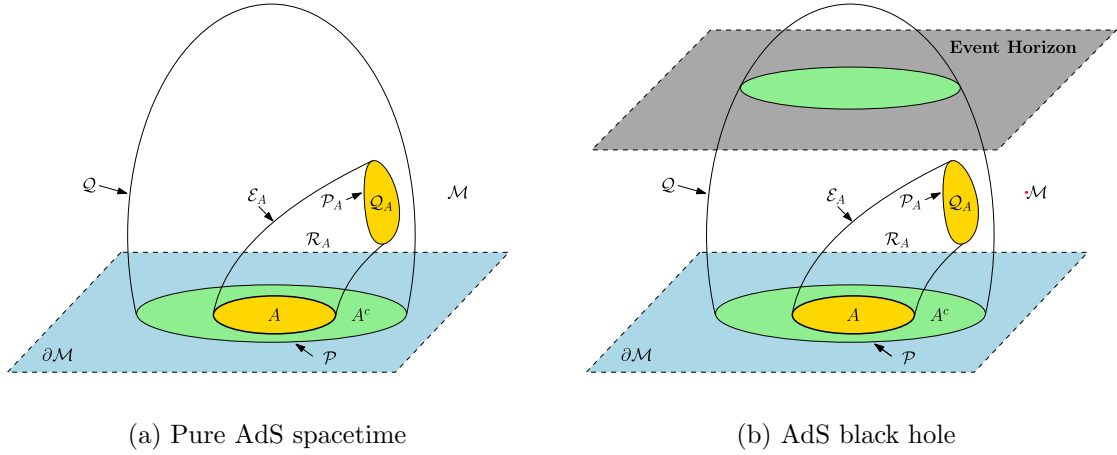 Event Horizon
𝒬
ℰ_A
𝒫_A
𝒬_A
ℳ
ℛ_A
A
A^c
∂ℳ
𝒫
𝒬
ℰ_A
𝒫_A
𝒬_A
ℳ
ℛ_A
A
A^c
∂ℳ
𝒫
(a) Pure AdS spacetime
(b) AdS black hole